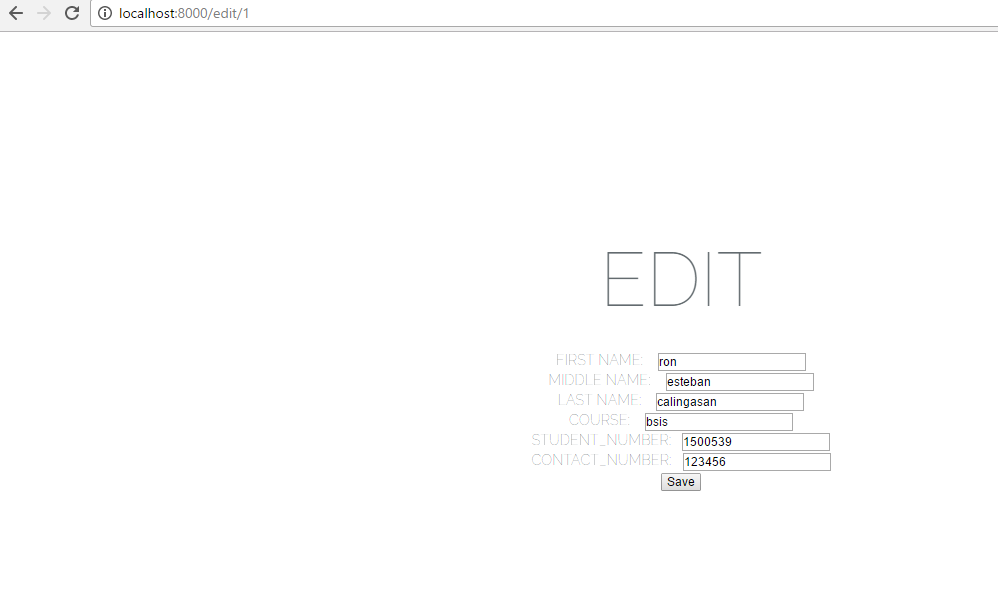 localhost:8000/edit/1
EDIT
FIRST NAME: ron
MIDDLE NAME: esteban
LAST NAME: calingasan
COURSE: bsis
STUDENT_NUMBER: 1500539
CONTACT_NUMBER: 123456
Save